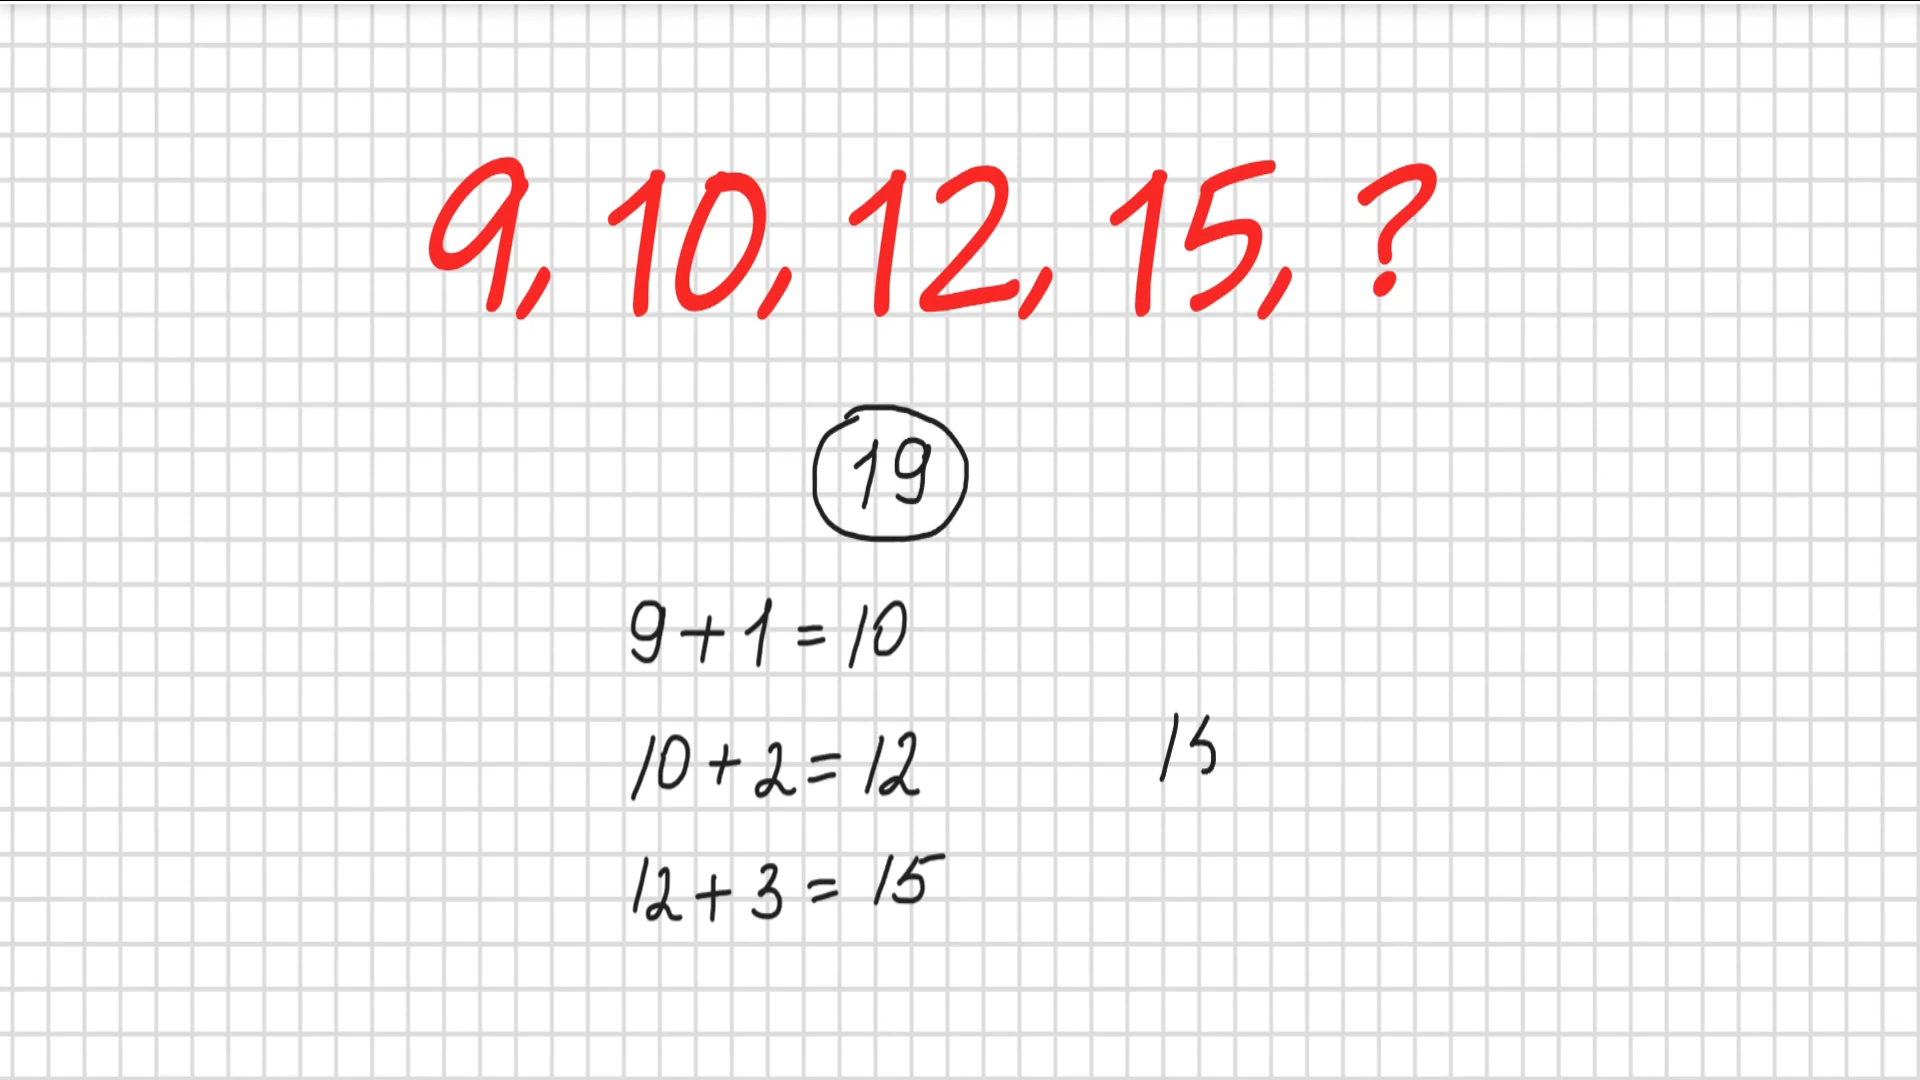 9, 10, 12, 15, ?
19
9 + 1 = 10
10 + 2 = 12
15
12 + 3 = 15